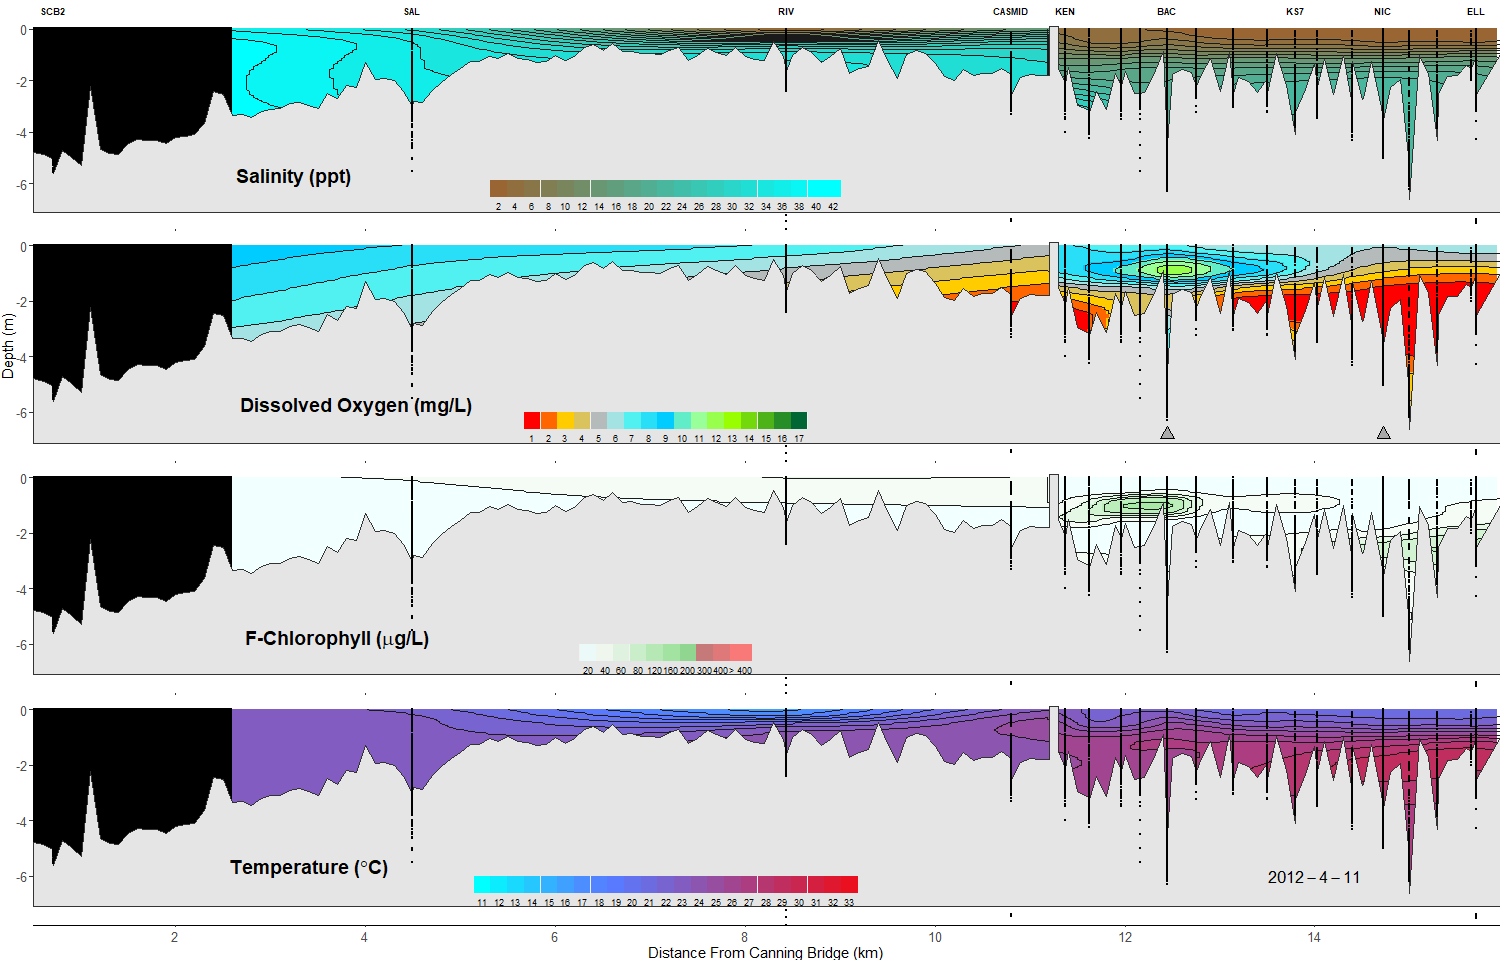 SCB2 SAL RIV CASMID KEN BAC KS7 NIC ELL
0
-2
-4
-6
Salinity (ppt)
2 4 6 8 10 12 14 16 18 20 22 24 26 28 30 32 34 36 38 40 42
0
-2
-4
-6
Depth (m)
Dissolved Oxygen (mg/L)
1 2 3 4 5 6 7 8 9 10 11 12 13 14 15 16 17
0
-2
-4
-6
F-Chlorophyll (μg/L)
20 40 60 80 120 160 200 300 400 > 400
0
-2
-4
-6
Temperature (°C)
2012 – 4 – 11
11 12 13 14 15 16 17 18 19 20 21 22 23 24 25 26 27 28 29 30 31 32 33
2 4 6 8 10 12 14
Distance From Canning Bridge (km)